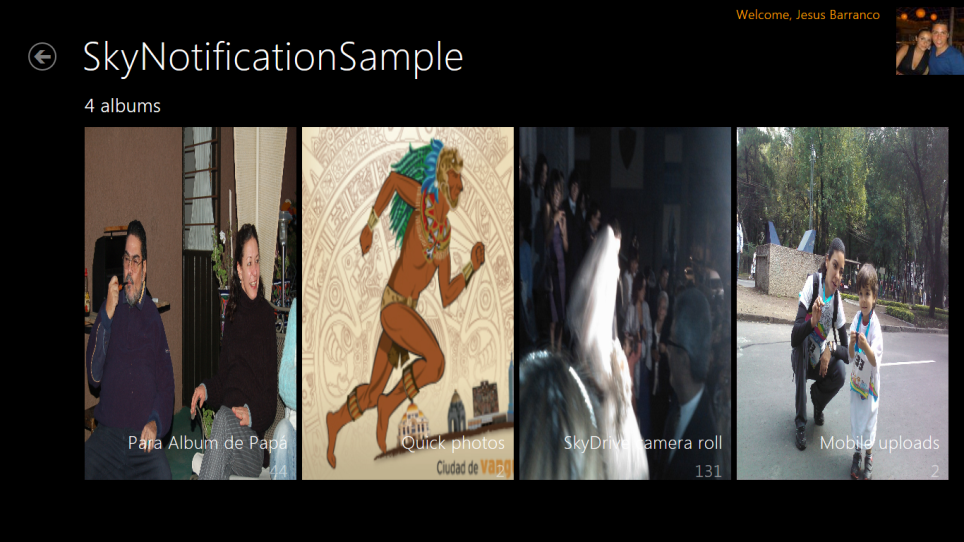 Welcome, Jesus Barranco
SkyNotificationSample
4 albums
Para Album de Papá
44
Quick photos
2
SkyDrive camera roll
131
Mobile uploads
2
Ciudad de